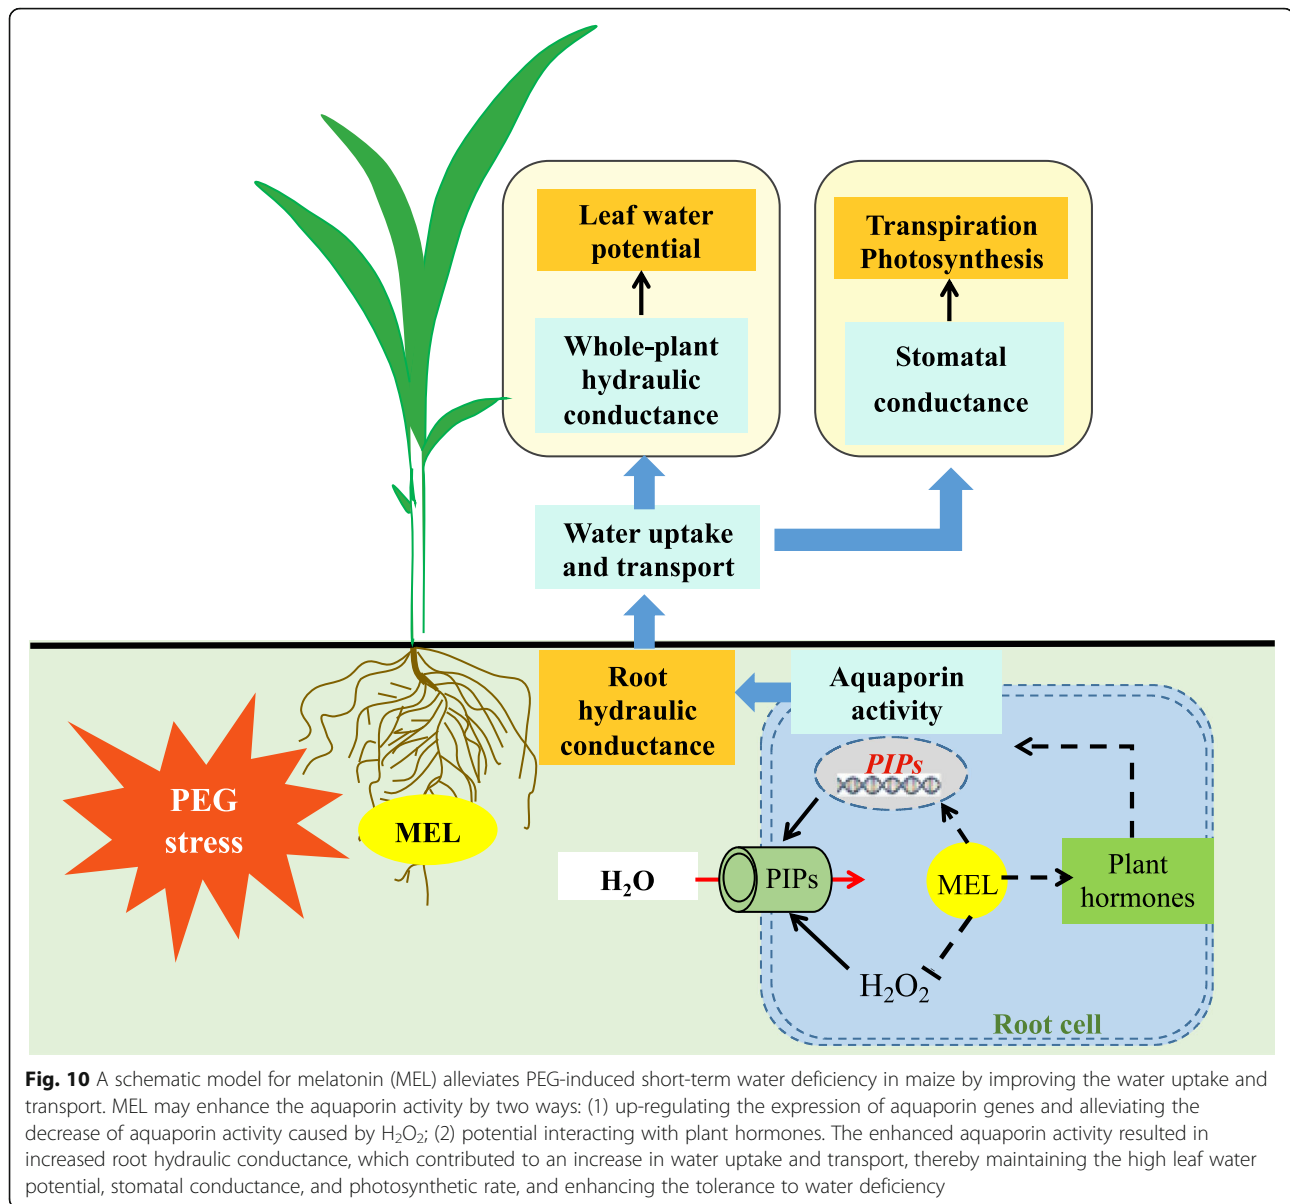 Leaf water
potential
Transpiration
Photosynthesis
Whole-plant
hydraulic
conductance
Stomatal
conductance
Water uptake
and transport
Root
hydraulic
conductance
Aquaporin
activity
PIPs
PEG
stress
MEL
H₂O
PIPs
MEL
Plant
hormones
H₂O₂
Root cell
Fig. 10 A schematic model for melatonin (MEL) alleviates PEG-induced short-term water deficiency in maize by improving the water uptake and
transport. MEL may enhance the aquaporin activity by two ways: (1) up-regulating the expression of aquaporin genes and alleviating the
decrease of aquaporin activity caused by H₂O₂; (2) potential interacting with plant hormones. The enhanced aquaporin activity resulted in
increased root hydraulic conductance, which contributed to an increase in water uptake and transport, thereby maintaining the high leaf water
potential, stomatal conductance, and photosynthetic rate, and enhancing the tolerance to water deficiency